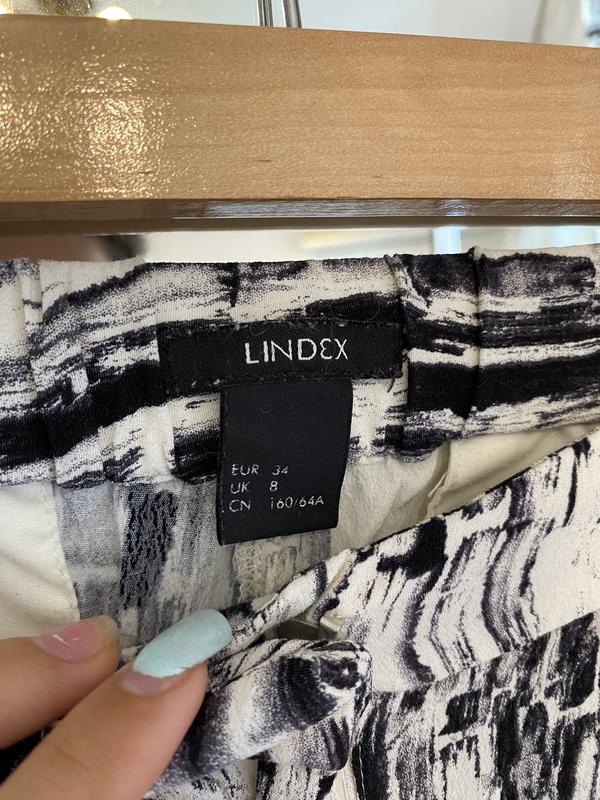 LINDEX
EUR 34
UK 8
CN 160/64A